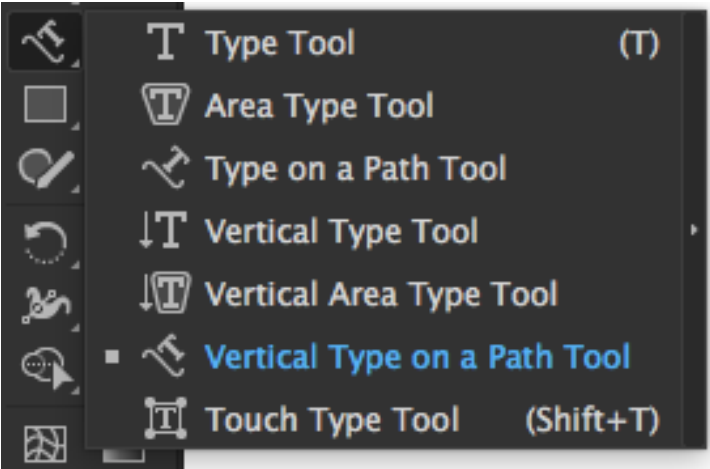 Type Tool (T)
Area Type Tool
Type on a Path Tool
Vertical Type Tool
Vertical Area Type Tool
Vertical Type on a Path Tool
Touch Type Tool (Shift+T)